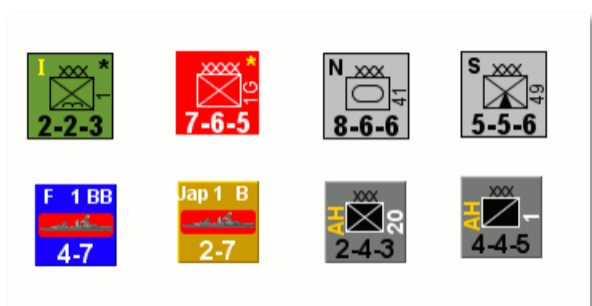 I XXX *
1
2-2-3
XXXX *
1G
7-6-5
N XXX
41
8-6-6
S XXX
49
5-5-6
F 1 BB
4-7
Jap 1 B
2-7
XXX
AH 20
2-4-3
XXX
AH 1
4-4-5